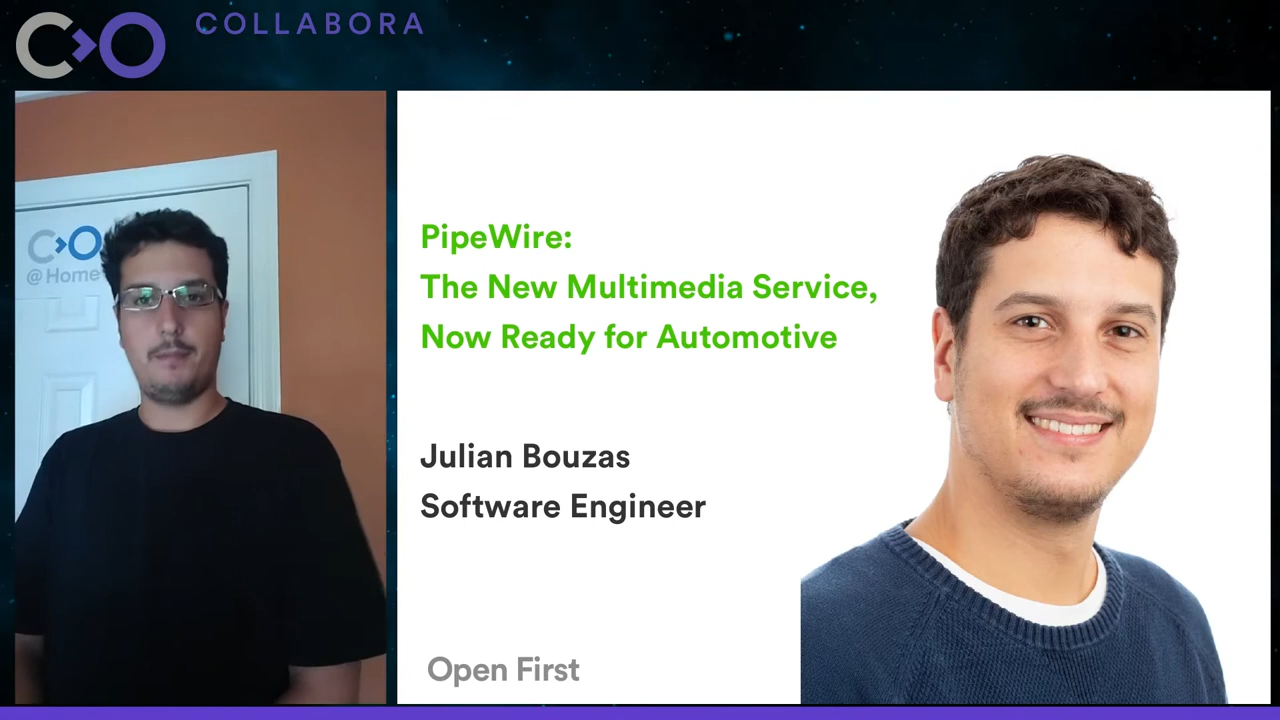 COLLABORA
@Home
PipeWire:
The New Multimedia Service,
Now Ready for Automotive
Julian Bouzas
Software Engineer
Open First